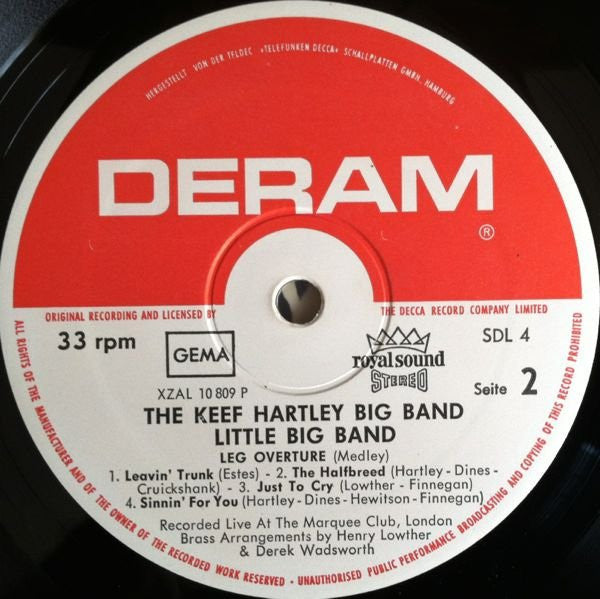 HERGESTELLT VON DER TELDEC »TELEFUNKEN DECCA« SCHALLPLATTEN GMBH, HAMBURG
DERAM
®
ORIGINAL RECORDING AND LICENSED BY THE DECCA RECORD COMPANY LIMITED
33 rpm
GEMA
royal sound
STEREO
SDL 4
XZAL 10 809 P
Seite 2
THE KEEF HARTLEY BIG BAND
LITTLE BIG BAND
LEG OVERTURE (Medley)
1. Leavin' Trunk (Estes) - 2. The Halfbreed (Hartley - Dines -
Cruickshank) - 3. Just To Cry (Lowther - Finnegan)
4. Sinnin' For You (Hartley - Dines - Hewitson - Finnegan)
Recorded Live At The Marquee Club, London
Brass Arrangements by Henry Lowther
& Derek Wadsworth
ALL RIGHTS OF THE MANUFACTURER AND OF THE OWNER OF THE RECORDED WORK RESERVED - UNAUTHORISED PUBLIC PERFORMANCE BROADCASTING AND COPYING OF THIS RECORD PROHIBITED